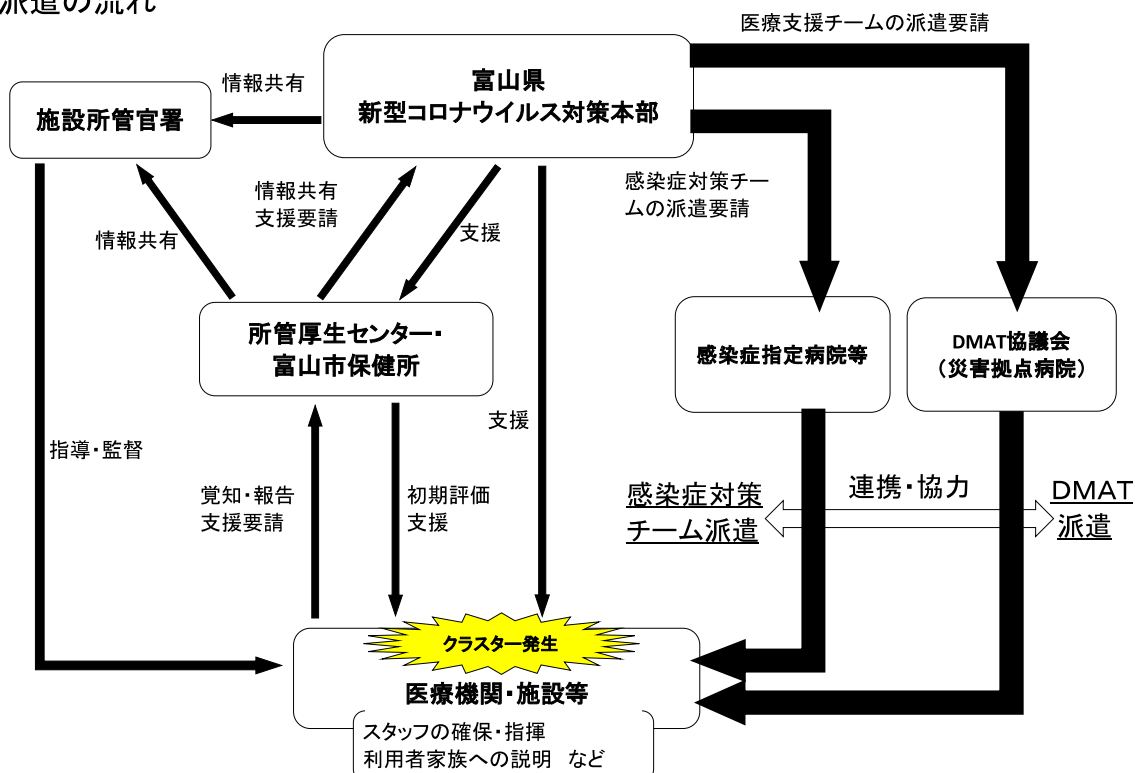 派遣の流れ
医療支援チームの派遣要請
富山県
新型コロナウイルス対策本部
情報共有
施設所管官署
情報共有
支援要請
感染症対策チー
ムの派遣要請
情報共有
支援
所管厚生センター・
富山市保健所
感染症指定病院等
DMAT協議会
（災害拠点病院）
指導・監督
支援
覚知・報告
支援要請
初期評価
支援
連携・協力
感染症対策
チーム派遣
DMAT
派遣
クラスター発生
医療機関・施設等
スタッフの確保・指揮
利用者家族への説明　など